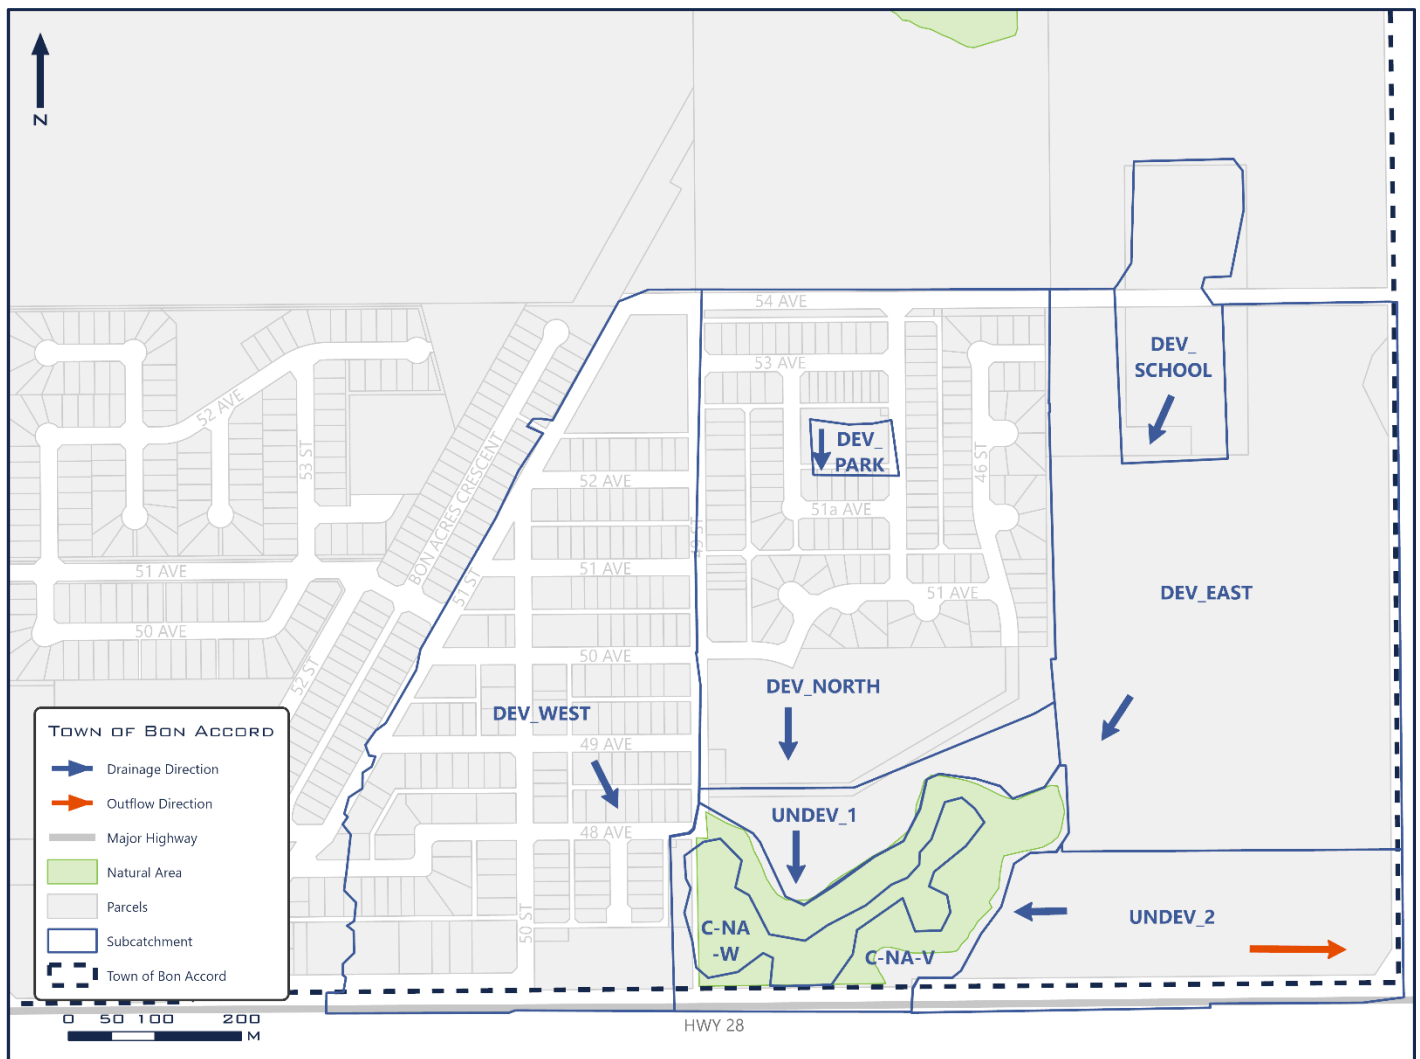 N
54 AVE
53 AVE
DEV_
SCHOOL
52 AVE
53 ST
BON ACRES CRESCENT
DEV_
PARK
46 ST
52 AVE
51a AVE
49 ST
51 AVE
51 AVE
51 ST
51 AVE
DEV_EAST
50 AVE
50 AVE
52 ST
DEV_NORTH
DEV_WEST
49 AVE
UNDEV_1
48 AVE
50 ST
C-NA
-W
C-NA-V
UNDEV_2
HWY 28
Town of Bon Accord
Drainage Direction
Outflow Direction
Major Highway
Natural Area
Parcels
Subcatchment
Town of Bon Accord
0 50 100 200
M